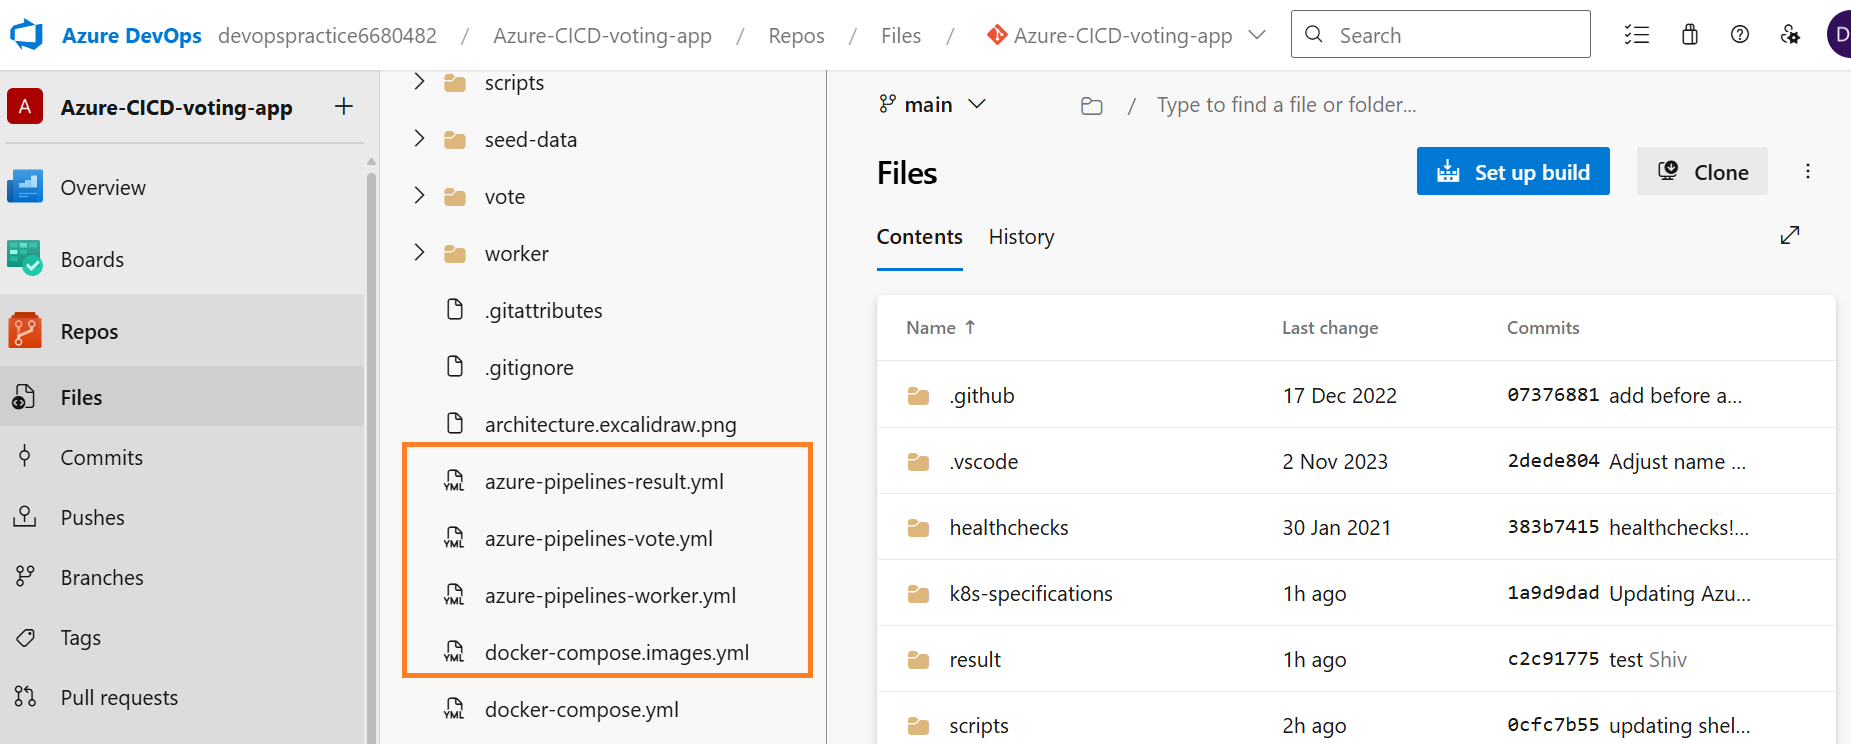 Azure DevOps devopspractice6680482 / Azure-CICD-voting-app / Repos / Files / Azure-CICD-voting-app Search D
A Azure-CICD-voting-app +
Overview
Boards
Repos
Files
Commits
Pushes
Branches
Tags
Pull requests
scripts
seed-data
vote
worker
.gitattributes
.gitignore
architecture.excalidraw.png
YML azure-pipelines-result.yml
YML azure-pipelines-vote.yml
YML azure-pipelines-worker.yml
YML docker-compose.images.yml
YML docker-compose.yml
main / Type to find a file or folder...
Files Set up build Clone
Contents History
Name ↑ Last change Commits
.github 17 Dec 2022 07376881 add before a...
.vscode 2 Nov 2023 2dede804 Adjust name ...
healthchecks 30 Jan 2021 383b7415 healthchecks!...
k8s-specifications 1h ago 1a9d9dad Updating Azu...
result 1h ago c2c91775 test Shiv
scripts 2h ago 0cfc7b55 updating shel...